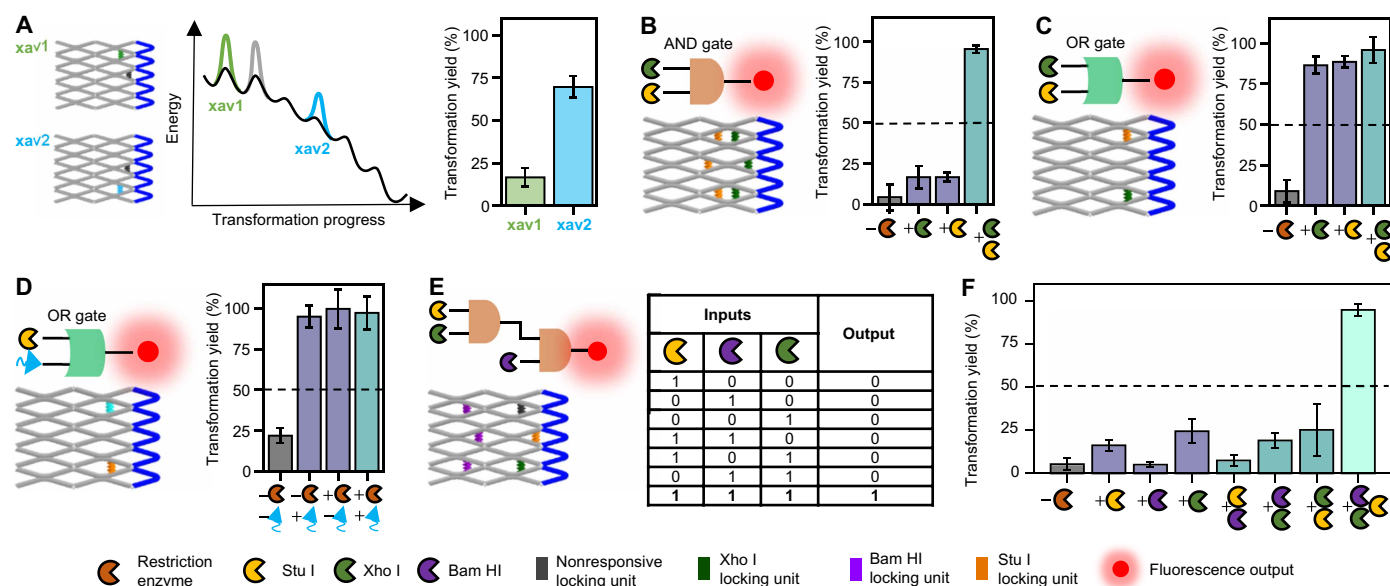 A
xav1
xav2
Energy
xav1
xav2
Transformation progress
Transformation yield (%)
100
75
50
25
0
xav1
xav2
B
AND gate
Transformation yield (%)
100
75
50
25
0
−
+
+
+
C
OR gate
Transformation yield (%)
100
75
50
25
0
−
+
+
+
D
OR gate
Transformation yield (%)
100
75
50
25
0
− − + +
− + − +
E
Inputs Output
1 0 0 0
0 1 0 0
0 0 1 0
1 1 0 0
1 0 1 0
0 1 1 0
1 1 1 1
F
Transformation yield (%)
100
75
50
25
0
− + + + + + + +
Restriction
enzyme
Stu I
Xho I
Bam HI
Nonresponsive
locking unit
Xho I
locking unit
Bam HI
locking unit
Stu I
locking unit
Fluorescence output